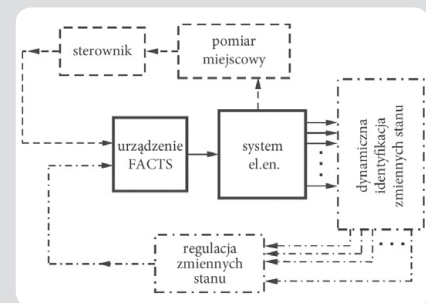 sterownik
pomiar
miejscowy
urządzenie
FACTS
system
el.en.
dynamiczna
identyfikacja
zmiennych stanu
regulacja
zmiennych
stanu